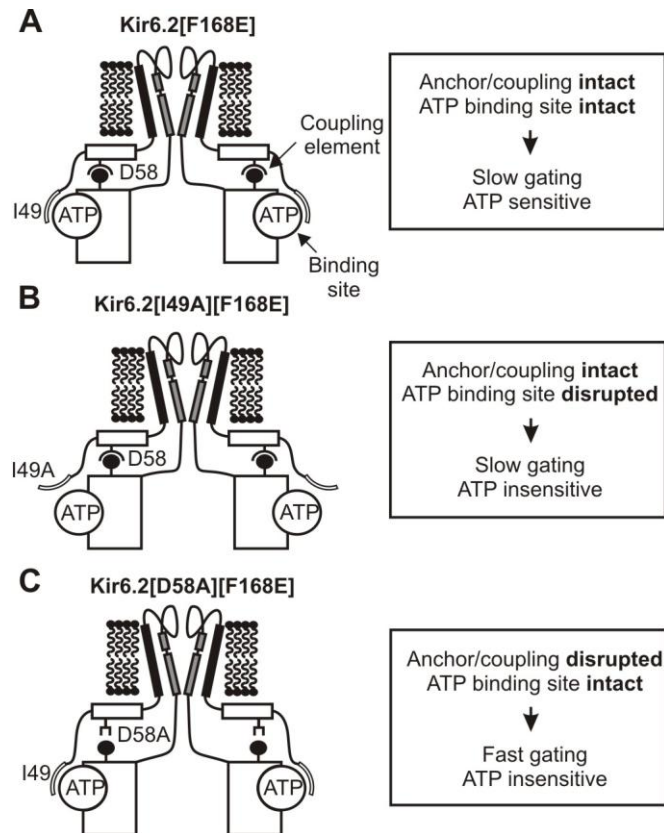 A
Kir6.2[F168E]
Coupling
element
D58
I49
ATP
ATP
Binding
site
Anchor/coupling intact
ATP binding site intact
Slow gating
ATP sensitive
B
Kir6.2[I49A][F168E]
D58
I49A
ATP
ATP
Anchor/coupling intact
ATP binding site disrupted
Slow gating
ATP insensitive
C
Kir6.2[D58A][F168E]
D58A
I49
ATP
ATP
Anchor/coupling disrupted
ATP binding site intact
Fast gating
ATP insensitive